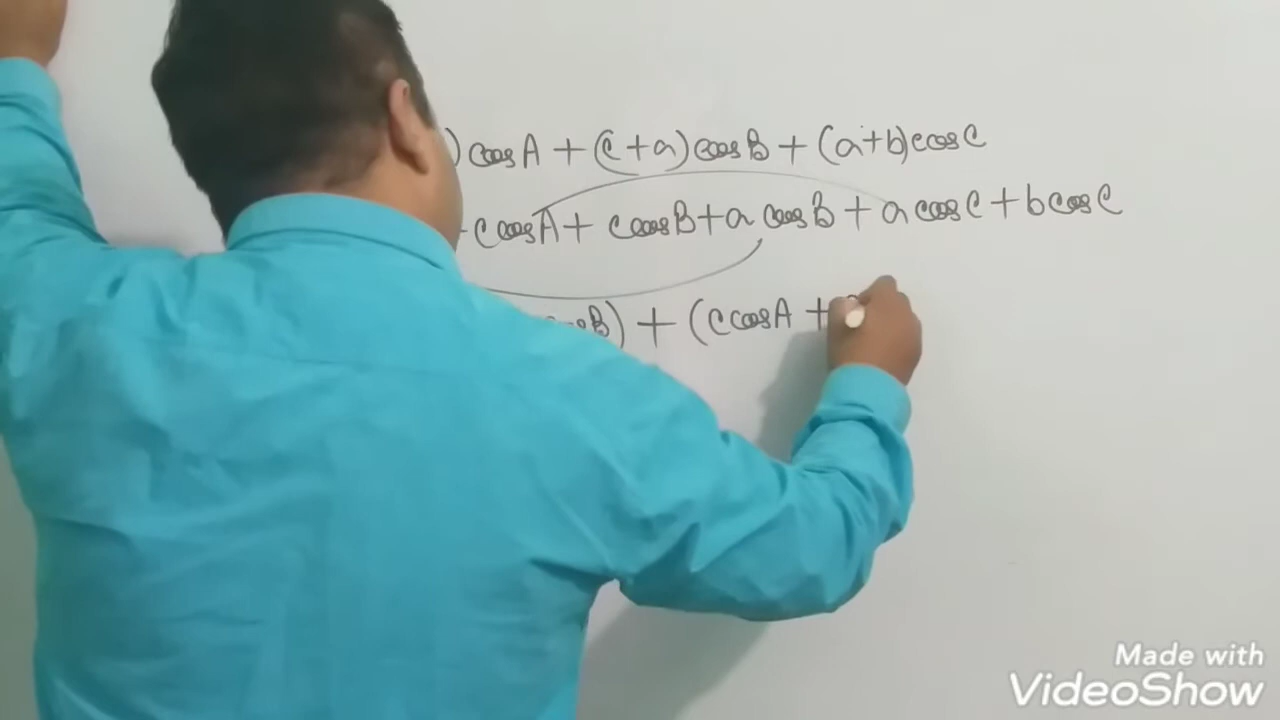 ) cosA + (c+a) cosB + (a+b) cosC
c cosA + c cosB + a cosB + a cosC + b cosC
B) + (c cosA +
Made with
VideoShow